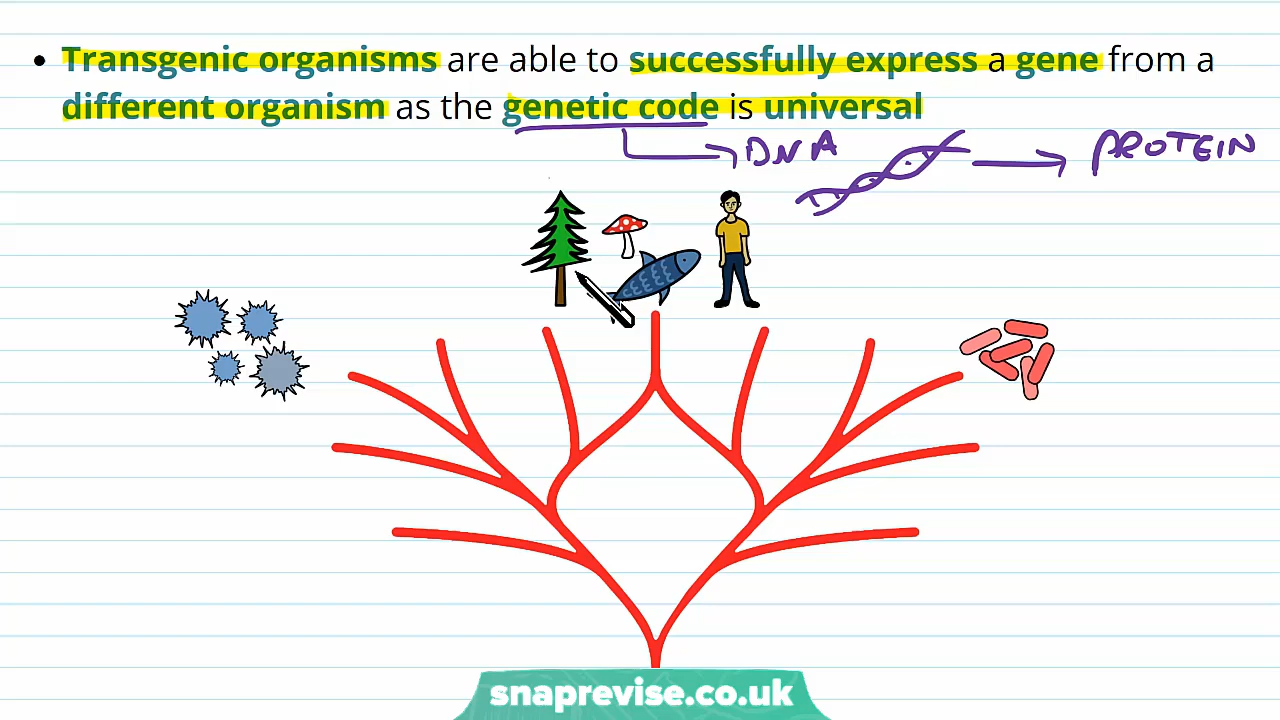 • Transgenic organisms are able to successfully express a gene from a
different organism as the genetic code is universal
DNA PROTEIN
snaprevise.co.uk